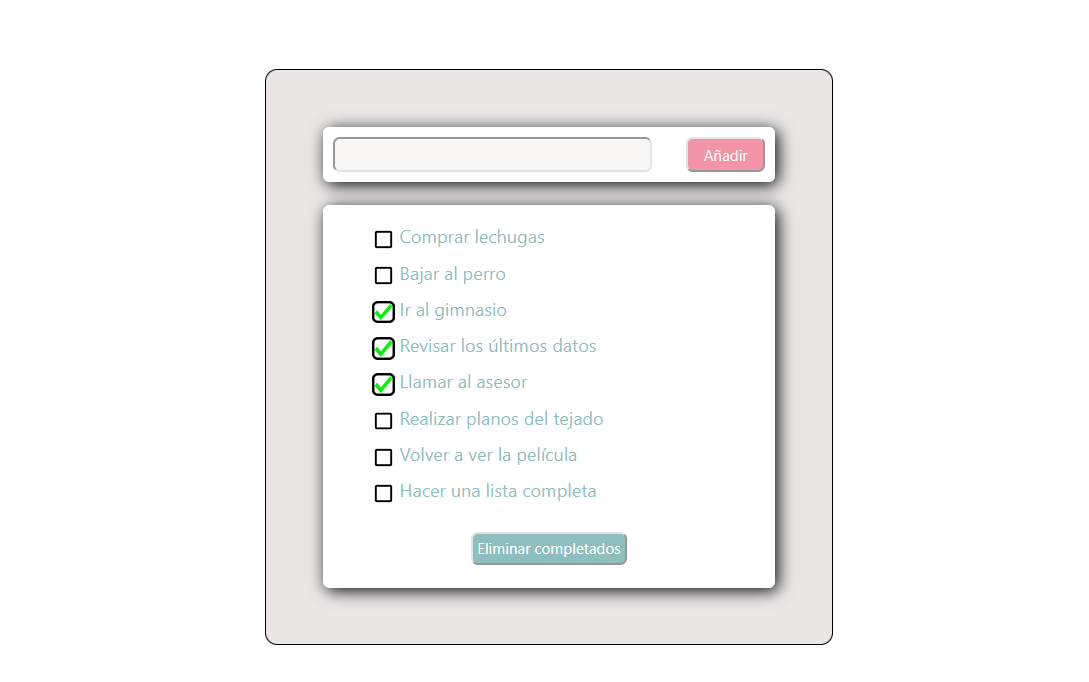 Añadir
Comprar lechugas
Bajar al perro
Ir al gimnasio
Revisar los últimos datos
Llamar al asesor
Realizar planos del tejado
Volver a ver la película
Hacer una lista completa
Eliminar completados